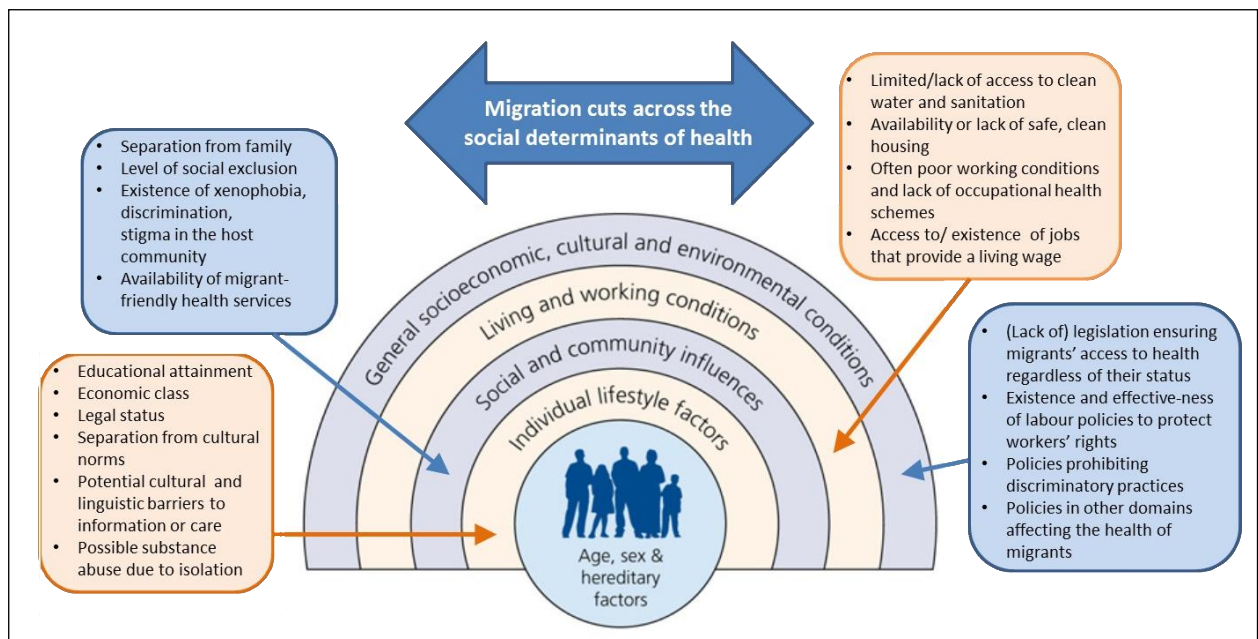 Migration cuts across the
social determinants of health
• Separation from family
• Level of social exclusion
• Existence of xenophobia,
discrimination,
stigma in the host
community
• Availability of migrant-
friendly health services
• Educational attainment
• Economic class
• Legal status
• Separation from cultural
norms
• Potential cultural and
linguistic barriers to
information or care
• Possible substance
abuse due to isolation
General socioeconomic, cultural and environmental conditions
Living and working conditions
Social and community influences
Individual lifestyle factors
Age, sex &
hereditary
factors
• Limited/lack of access to clean
water and sanitation
• Availability or lack of safe, clean
housing
• Often poor working conditions
and lack of occupational health
schemes
• Access to/ existence of jobs
that provide a living wage
• (Lack of) legislation ensuring
migrants’ access to health
regardless of their status
• Existence and effective-ness
of labour policies to protect
workers’ rights
• Policies prohibiting
discriminatory practices
• Policies in other domains
affecting the health of
migrants